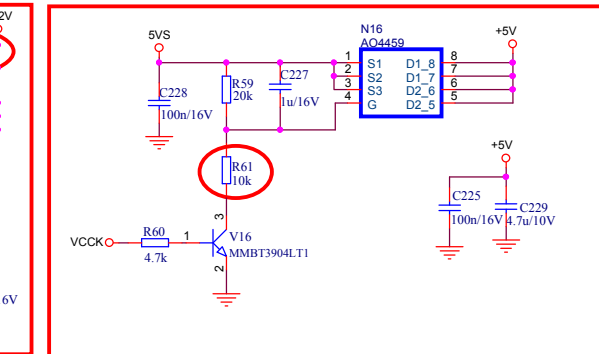 2V
6V
5VS
C228
100n/16V
R59
20k
C227
1u/16V
N16
AO4459
1
2
3
4
S1
S2
S3
G
D1_8
D1_7
D2_6
D2_5
8
7
6
5
+5V
R61
10k
VCCK
R60
4.7k
1
3
2
V16
MMBT3904LT1
+5V
C225
100n/16V
C229
4.7u/10V